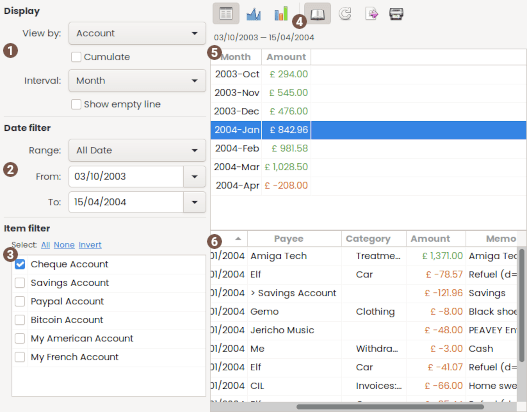 Display
View by: Account
1
Cumulate
Interval: Month
Show empty line
Date filter
Range: All Date
2
From: 03/10/2003
To: 15/04/2004
Item filter
Select: All None Invert
3
Cheque Account
Savings Account
Paypal Account
Bitcoin Account
My American Account
My French Account
4
03/10/2003 — 15/04/2004
5
Month Amount
2003-Oct £ 294.00
2003-Nov £ 545.00
2003-Dec £ 476.00
2004-Jan £ 842.96
2004-Feb £ 981.58
2004-Mar £ 1,028.50
2004-Apr £ -208.00
6
Payee Category Amount Memo
01/2004 Amiga Tech Treatme... £ 1,371.00 Amiga Tec
01/2004 Elf Car £ -78.57 Refuel (d=
01/2004 > Savings Account £ -121.96 Savings
01/2004 Gemo Clothing £ -8.00 Black shoe
01/2004 Jericho Music £ -48.00 PEAVEY En
01/2004 Me Withdra... £ -3.00 Cash
01/2004 Elf Car £ -41.07 Refuel (d=
01/2004 CIL Invoices:... £ -66.00 Home swe